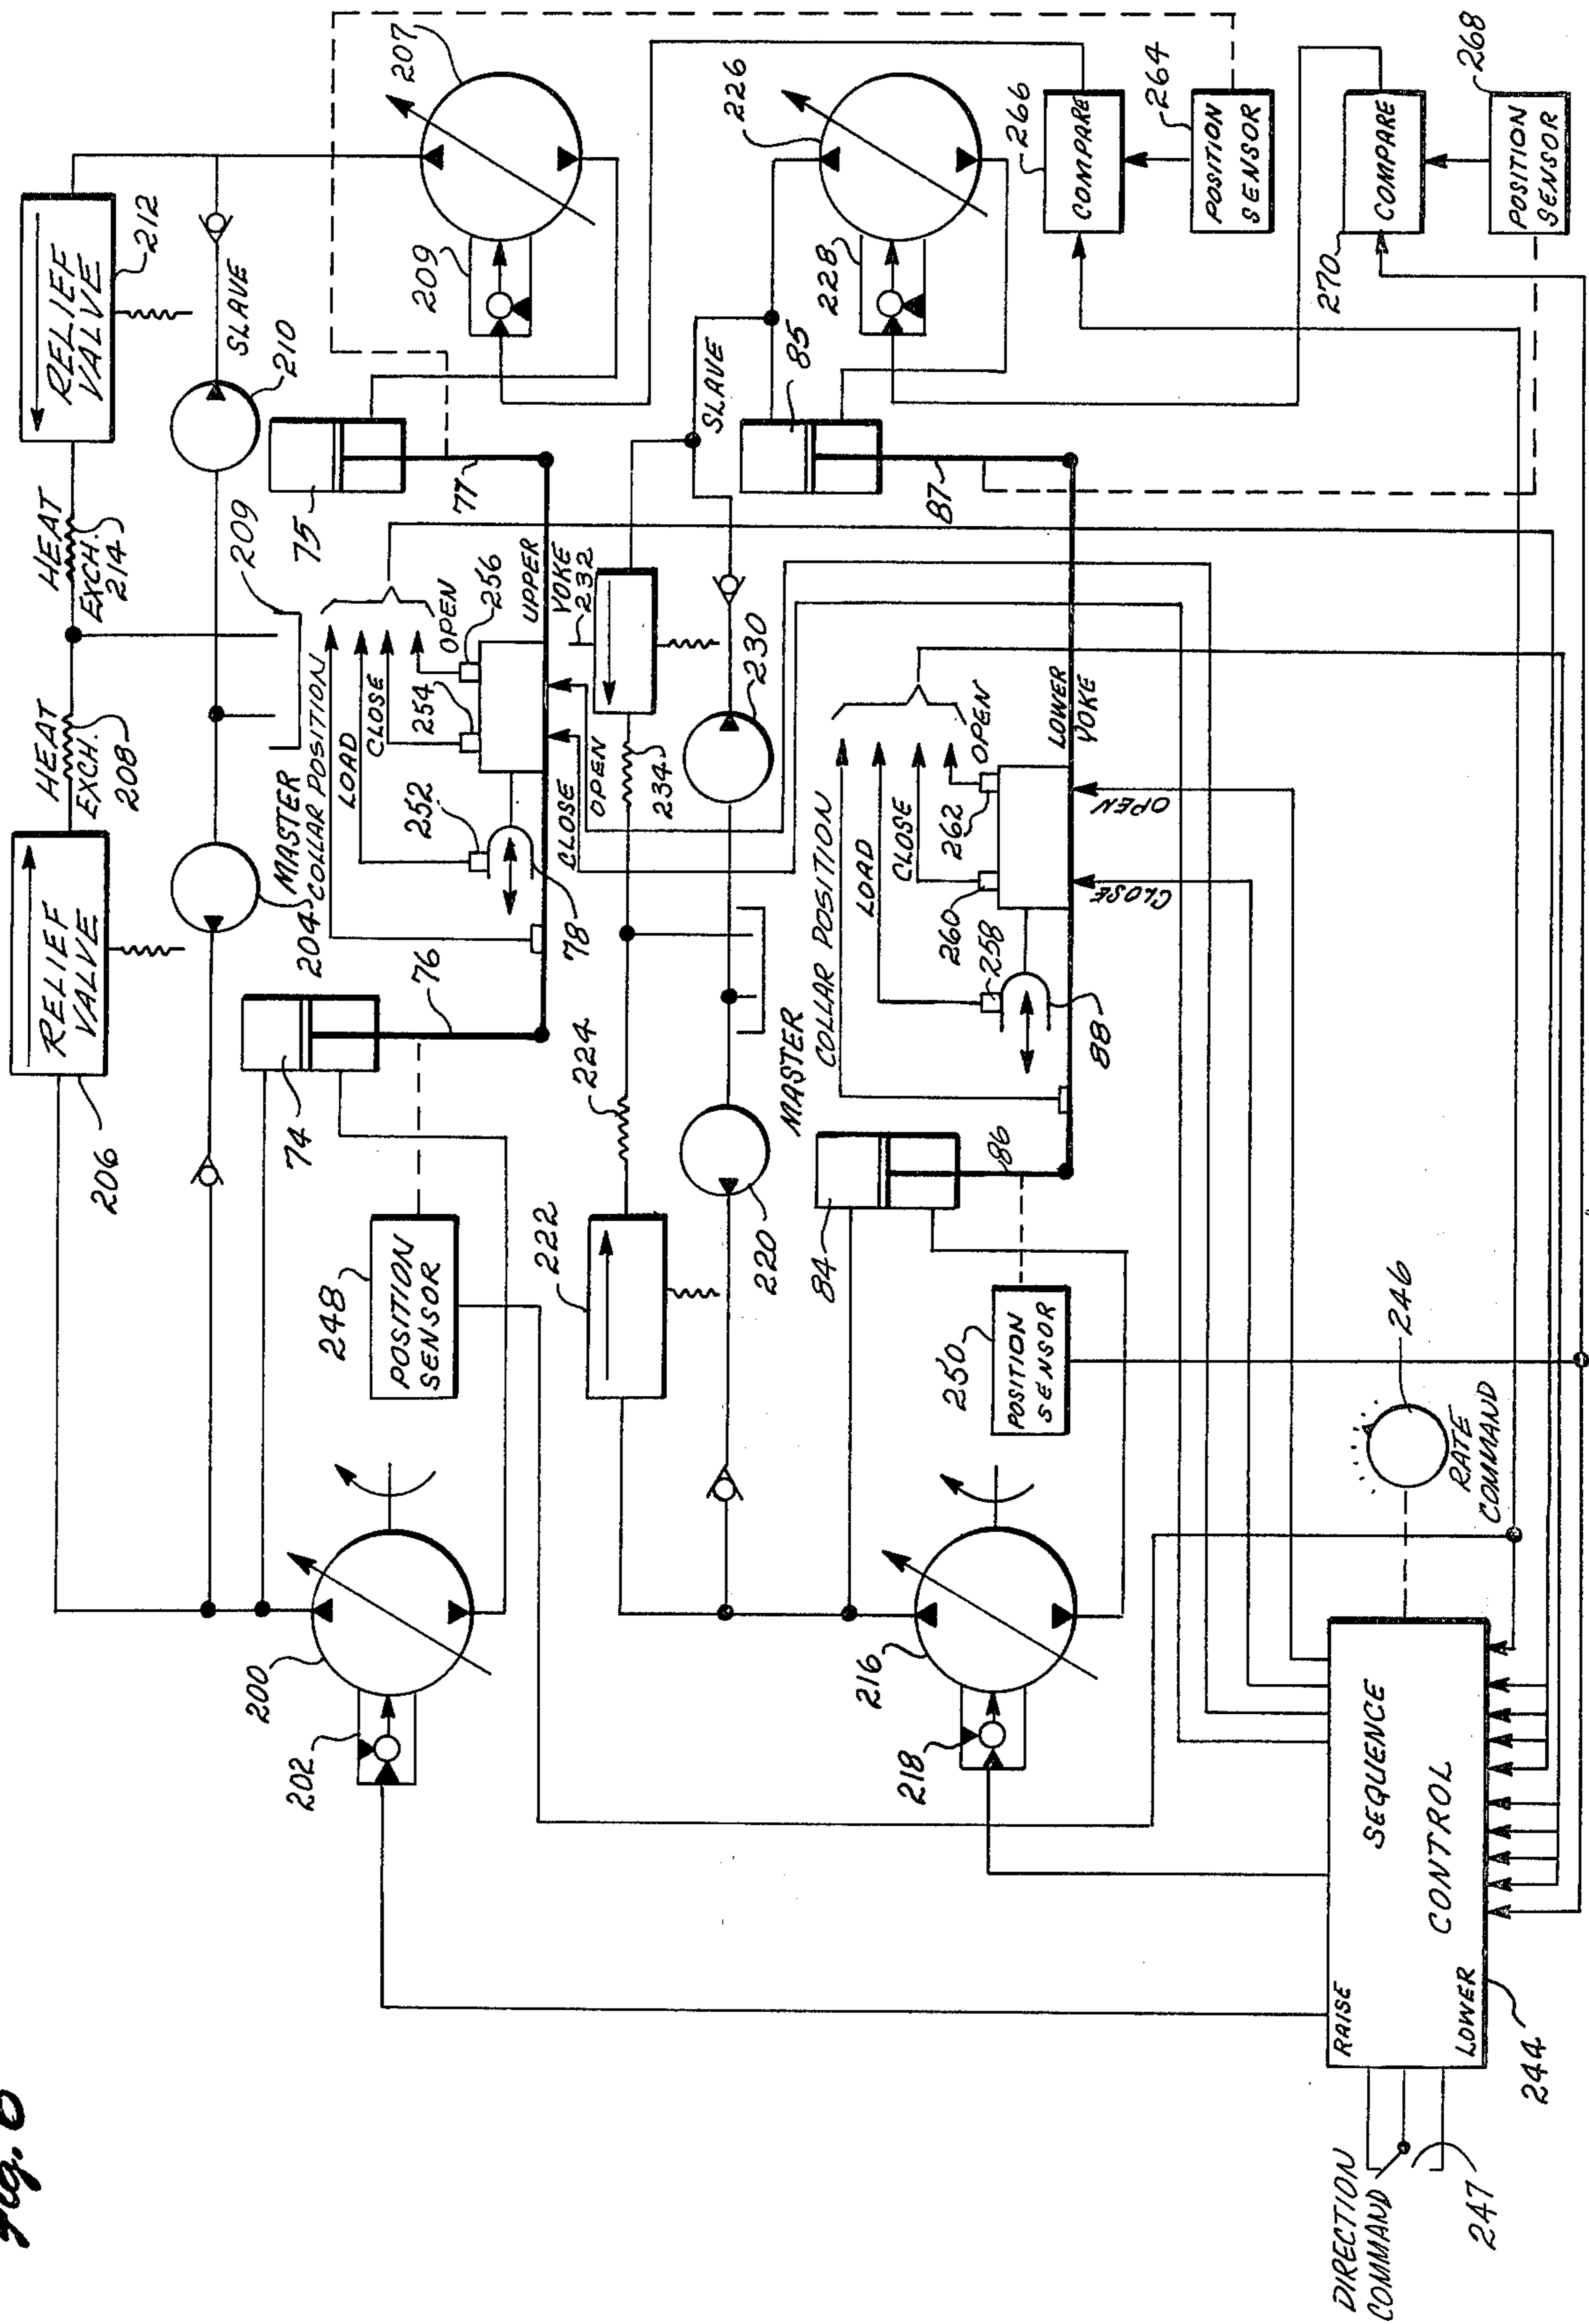 Fig. 6
RELIEF
VALVE
206
HEAT
EXCH.
208
HEAT
EXCH.
214
RELIEF
VALVE
212
MASTER
204
210
SLAVE
209
207
209
74
76
75
77
COLLAR POSITION
LOAD
CLOSE
OPEN
252
254
256
78
UPPER
YOKE
CLOSE
OPEN
232
248
POSITION
SENSOR
200
202
222
224
234
220
MASTER
230
SLAVE
226
228
84
86
85
87
COLLAR POSITION
LOAD
CLOSE
OPEN
258
260
262
88
LOWER
YOKE
CLOSE
OPEN
250
POSITION
SENSOR
216
218
266
COMPARE
264
POSITION
SENSOR
270
COMPARE
268
POSITION
SENSOR
246
RATE
COMMAND
RAISE
SEQUENCE
CONTROL
LOWER
244
DIRECTION
COMMAND
247